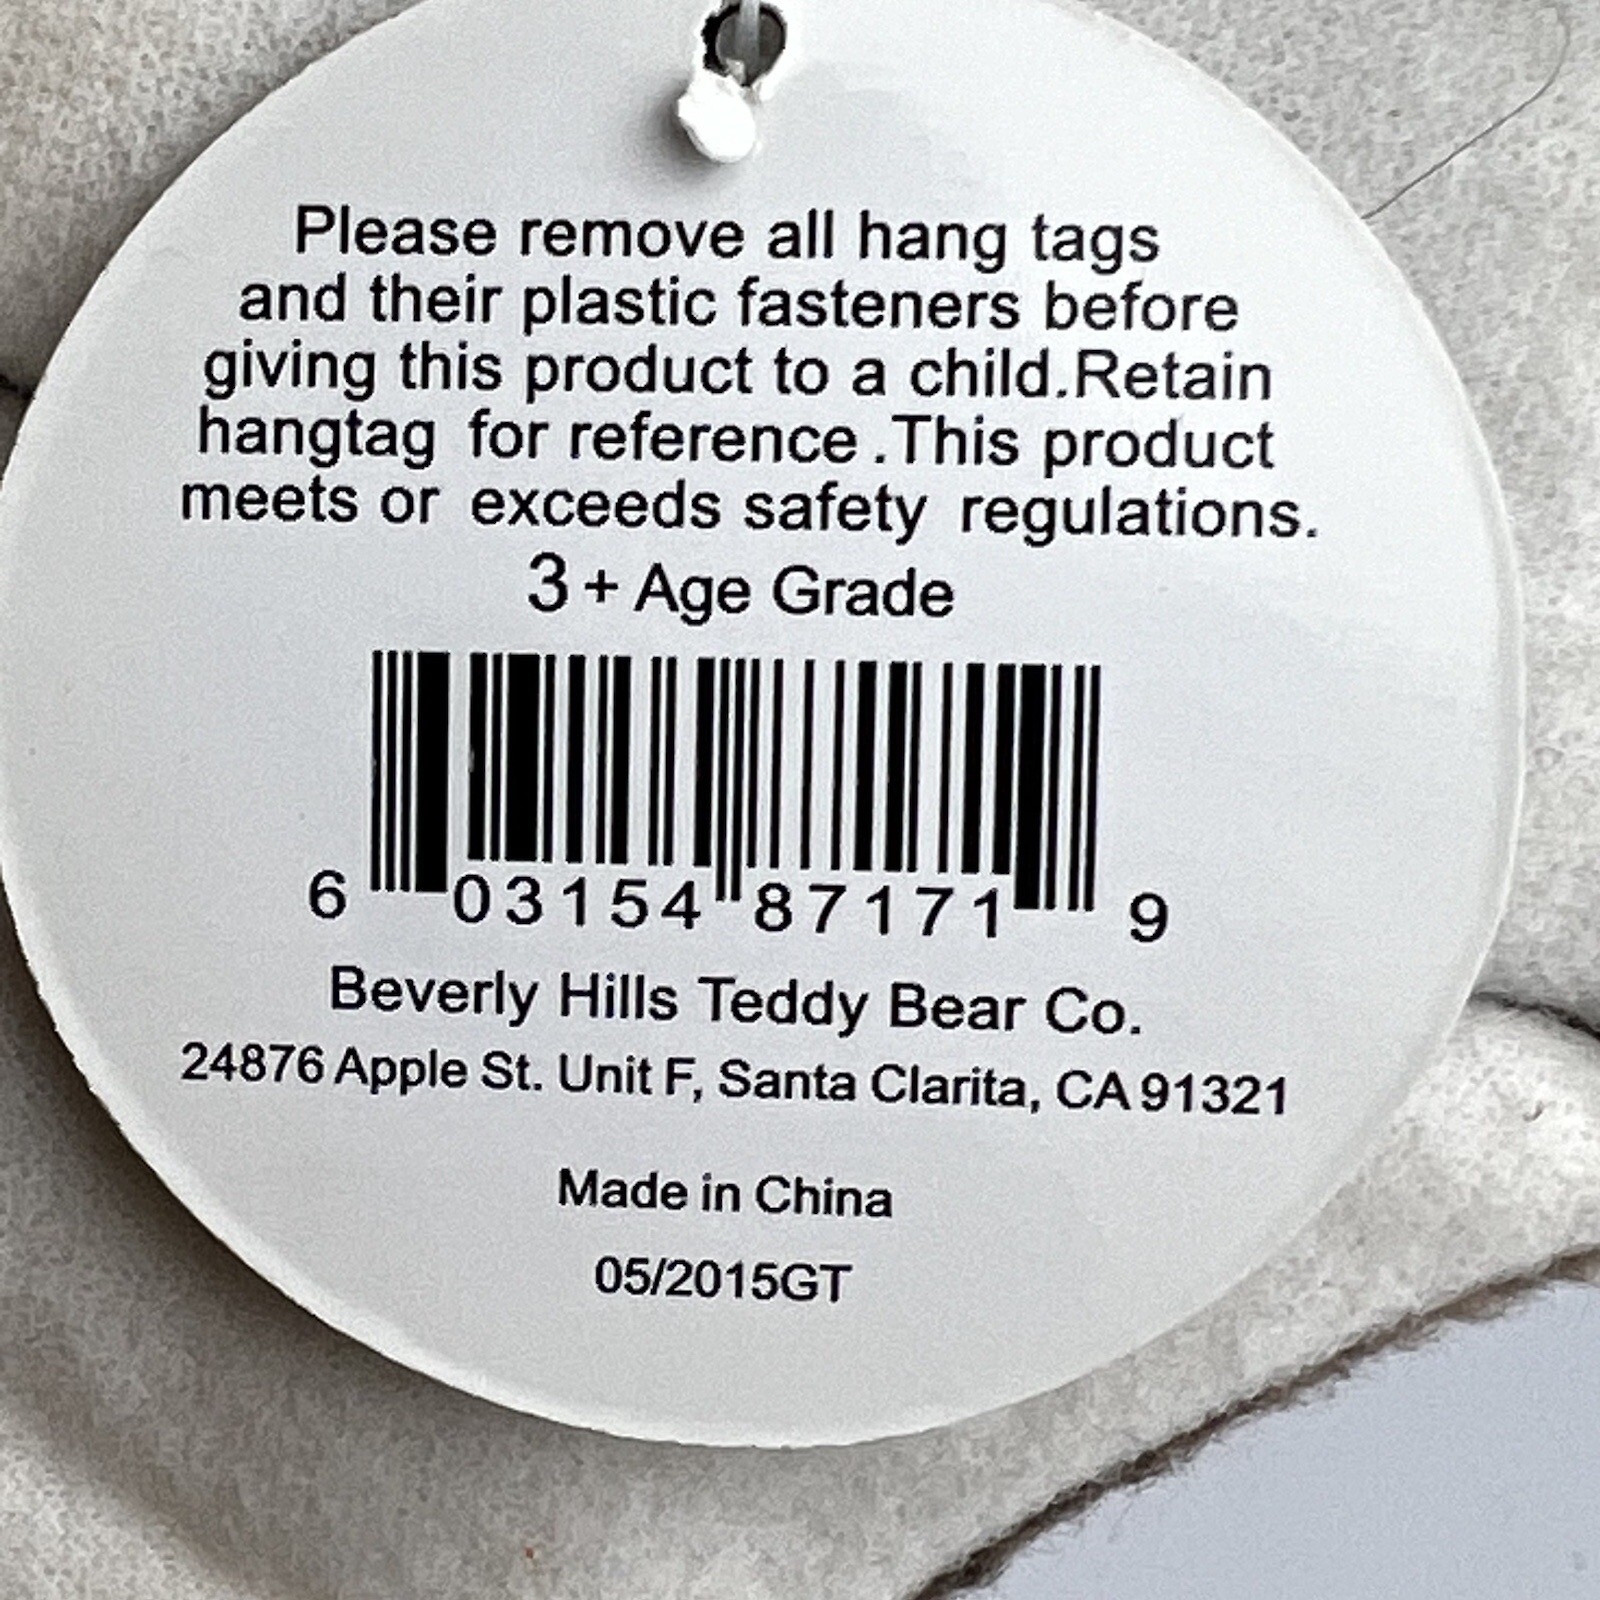 Please remove all hang tags
and their plastic fasteners before
giving this product to a child.Retain
hangtag for reference .This product
meets or exceeds safety regulations.
3 + Age Grade
6 03154 87171 9
Beverly Hills Teddy Bear Co.
24876 Apple St. Unit F, Santa Clarita, CA 91321
Made in China
05/2015GT